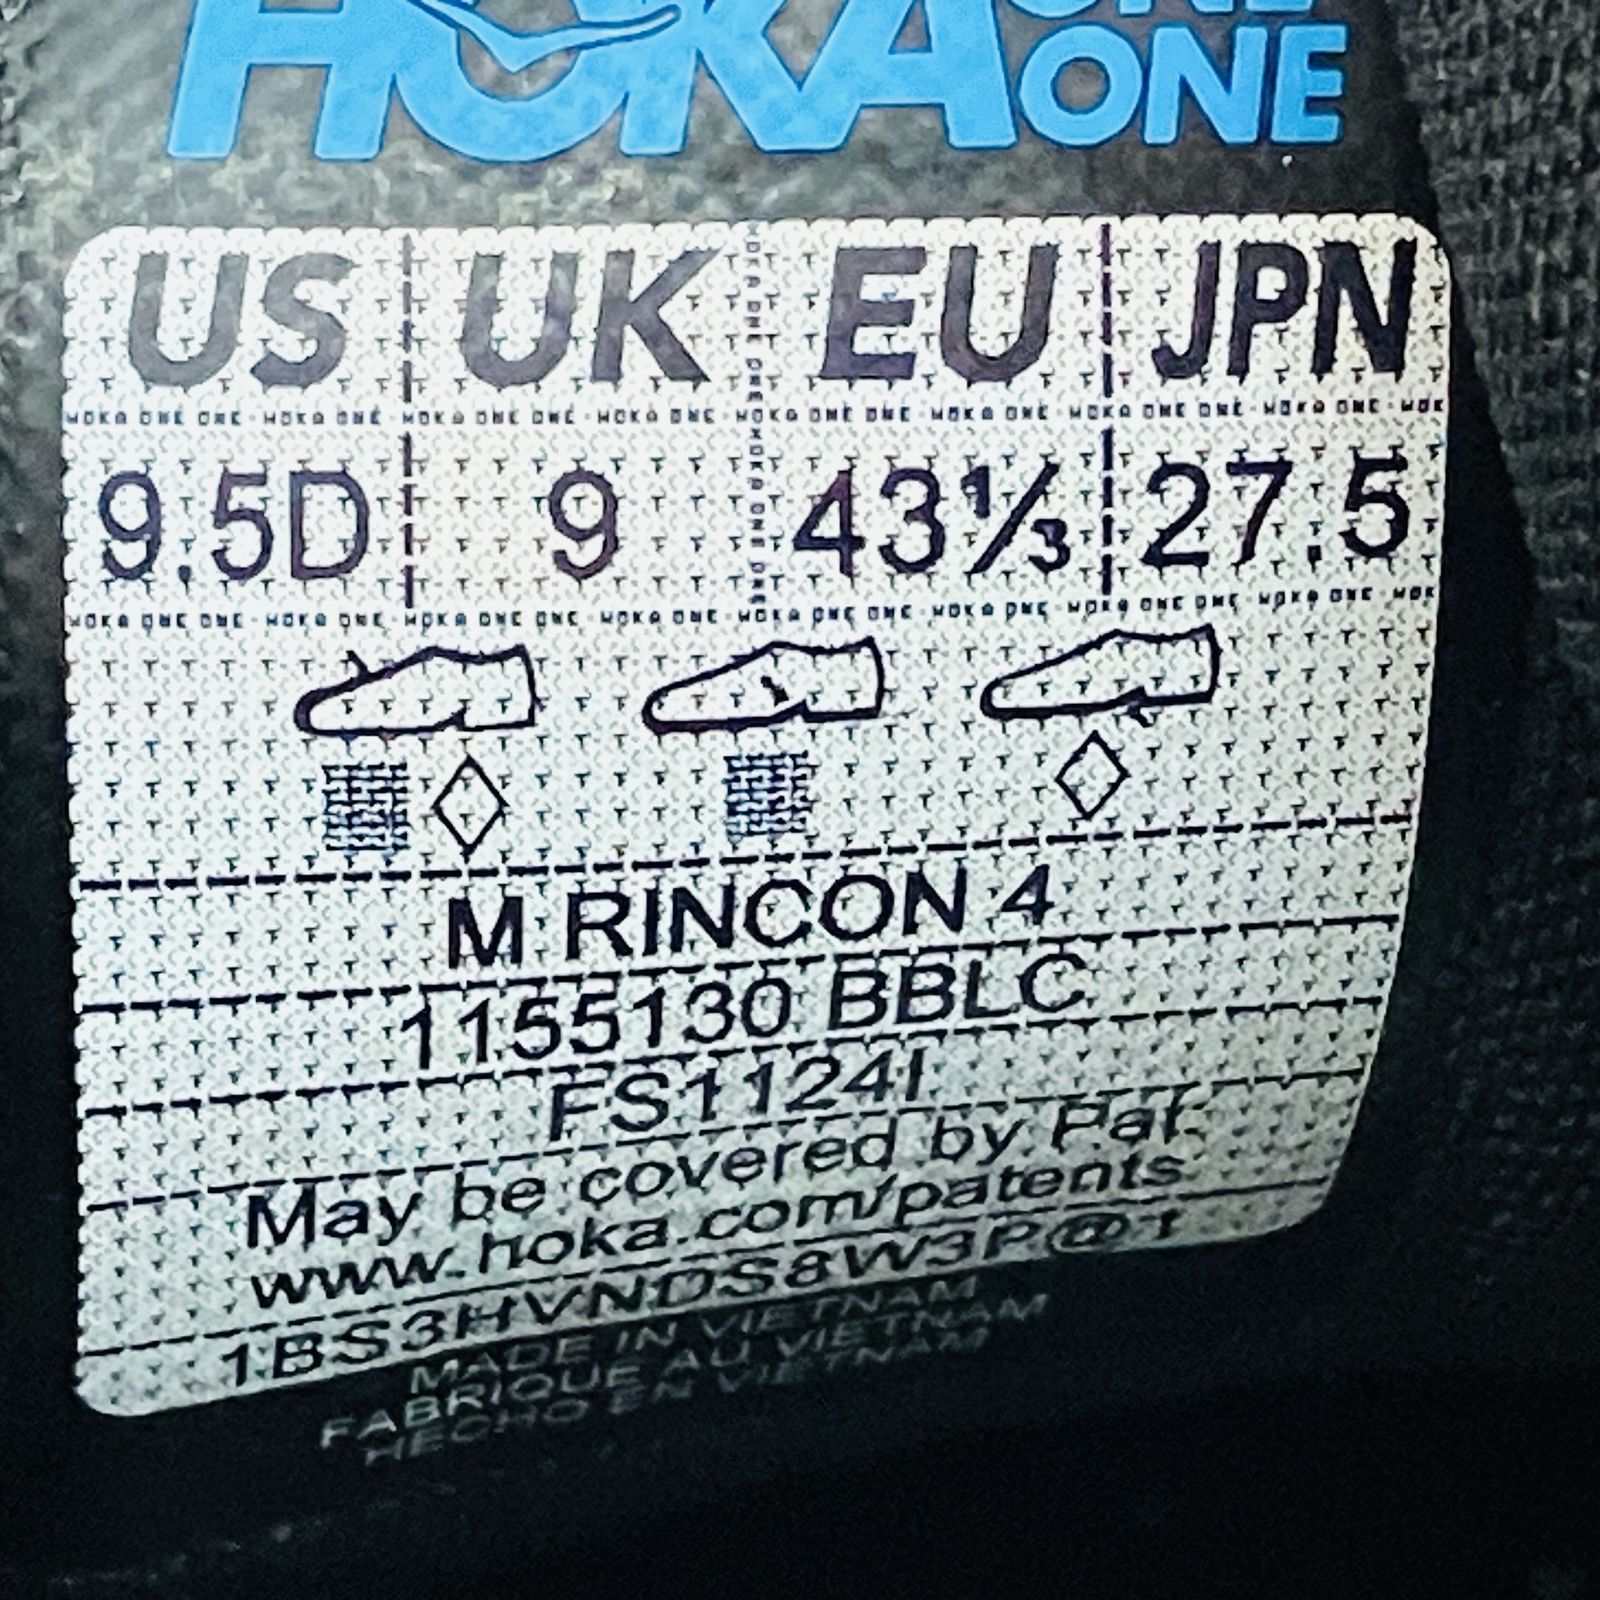 HOKA ONE ONE
US UK EU JPN
9.5D 9 43⅓ 27.5
M RINCON 4
1155130 BBLC
FS1124I
May be covered by Pat.
www.hoka.com/patents
1BS3HVNDS8W3P@1
MADE IN VIETNAM
FABRIQUE AU VIETNAM
HECHO EN VIETNAM